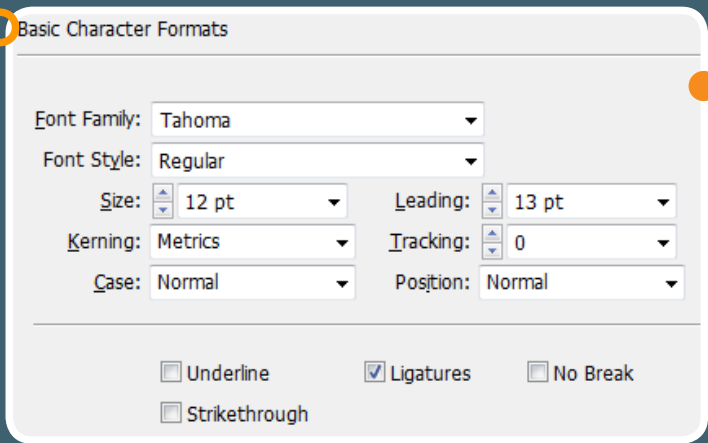 Basic Character Formats
Font Family: Tahoma
Font Style: Regular
Size: 12 pt Leading: 13 pt
Kerning: Metrics Tracking: 0
Case: Normal Position: Normal
Underline Ligatures No Break
Strikethrough